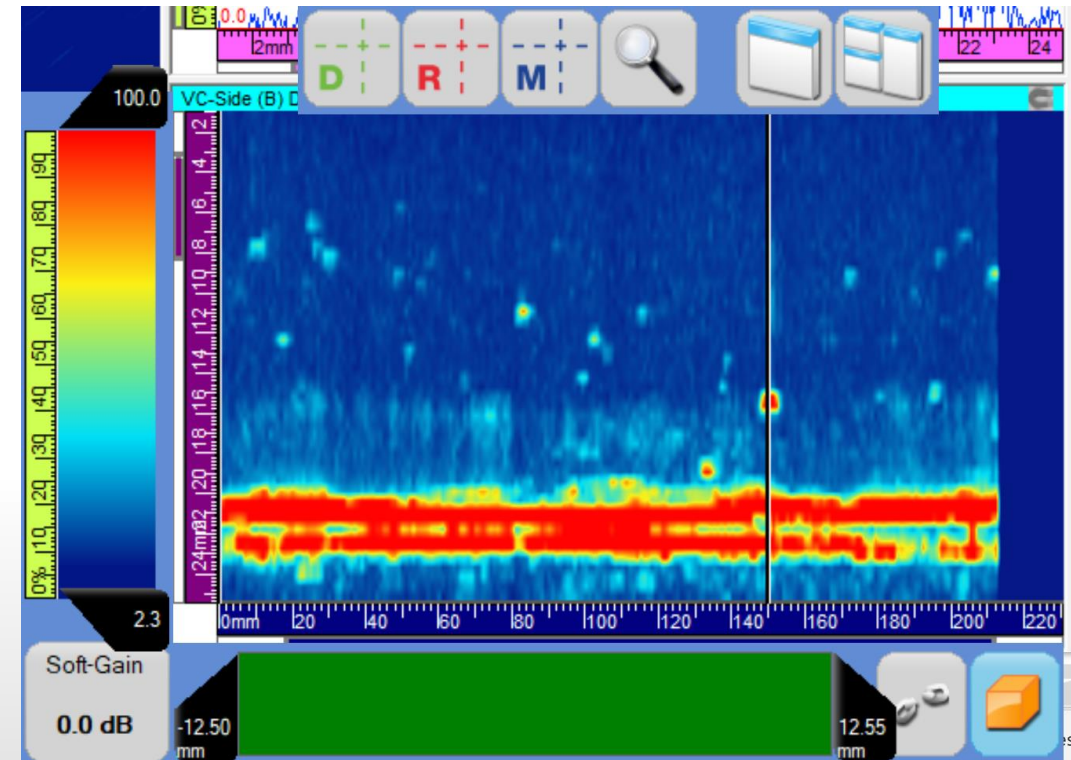 0.0
|2mm |22 |24
D R M
100.0
VC-Side (B) D
|90 |80 |70 |60 |50 |40 |30 |20 |10 0%
|2 |4 |6 |8 |10 |12 |14 |16 |18 |20 |22 |24mm
2.3
|0mm |20 |40 |60 |80 |100 |120 |140 |160 |180 |200 |220
Soft-Gain
0.0 dB
-12.50
mm
12.55
mm